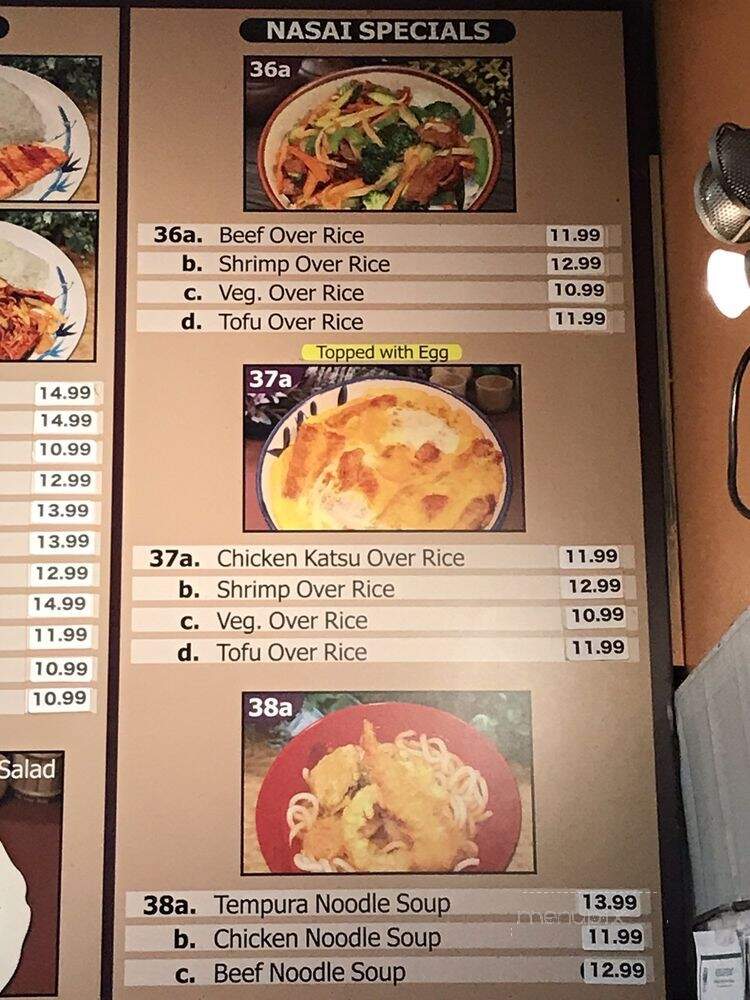 NASAI SPECIALS
36a
36a. Beef Over Rice 11.99
b. Shrimp Over Rice 12.99
c. Veg. Over Rice 10.99
d. Tofu Over Rice 11.99
Topped with Egg
37a
37a. Chicken Katsu Over Rice 11.99
b. Shrimp Over Rice 12.99
c. Veg. Over Rice 10.99
d. Tofu Over Rice 11.99
38a
38a. Tempura Noodle Soup 13.99
b. Chicken Noodle Soup 11.99
c. Beef Noodle Soup 12.99
14.99
14.99
10.99
12.99
13.99
13.99
12.99
14.99
11.99
10.99
10.99
Salad
menupix